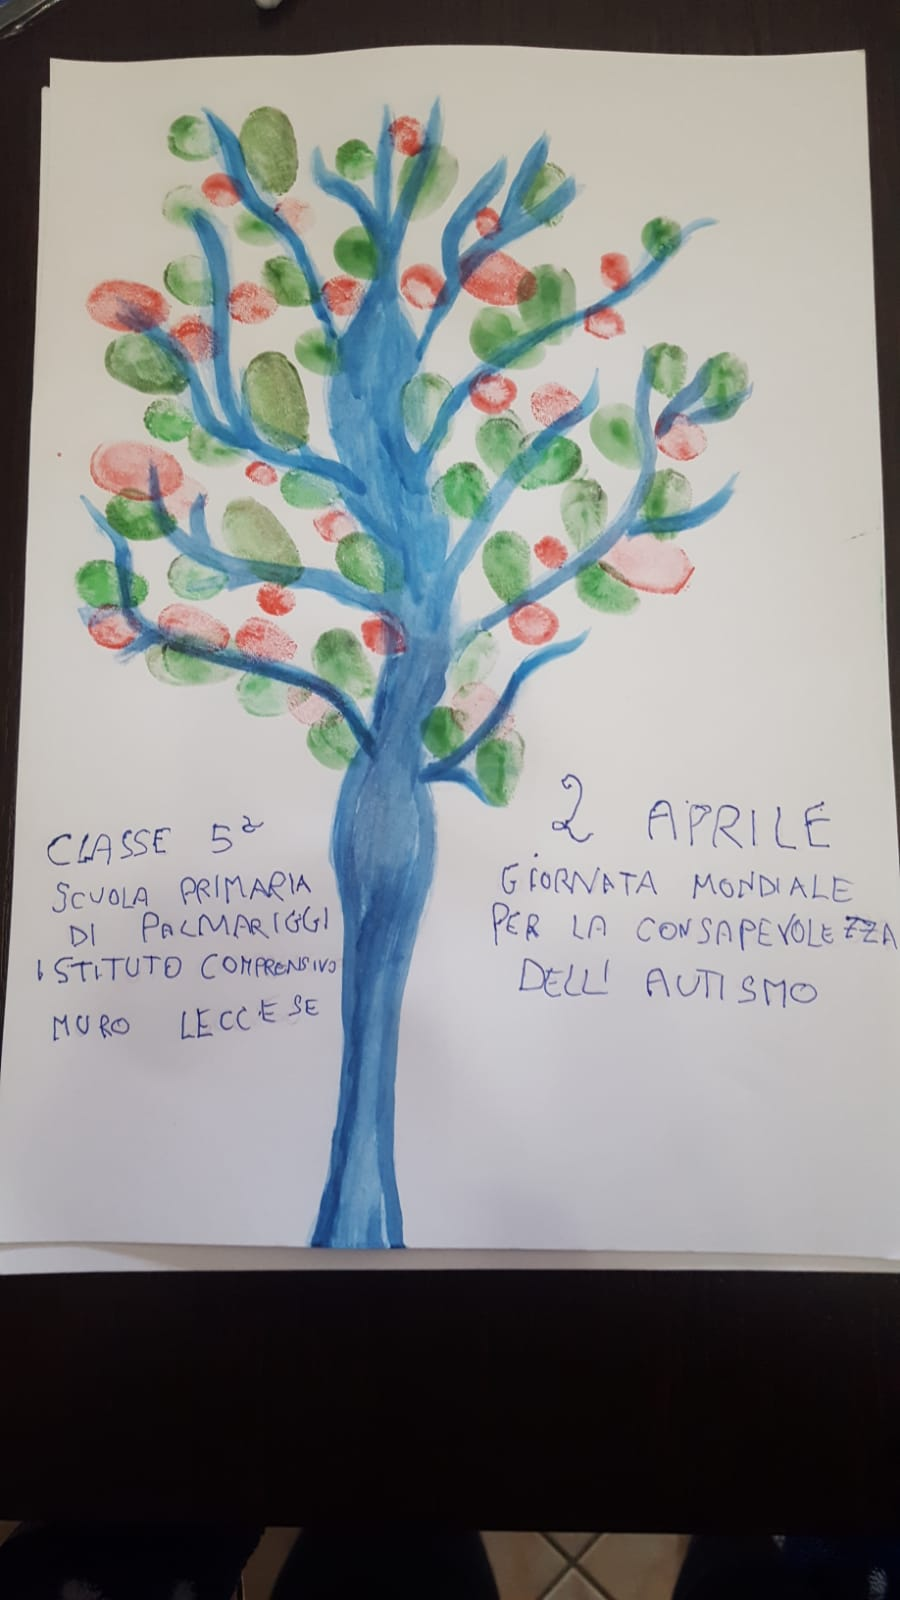 CLASSE 5ª
SCUOLA PRIMARIA
DI PALMARIGGI
ISTITUTO COMPRENSIVO
MURO LECCESE
2 APRILE
GIORNATA MONDIALE
PER LA CONSAPEVOLEZZA
DELL' AUTISMO